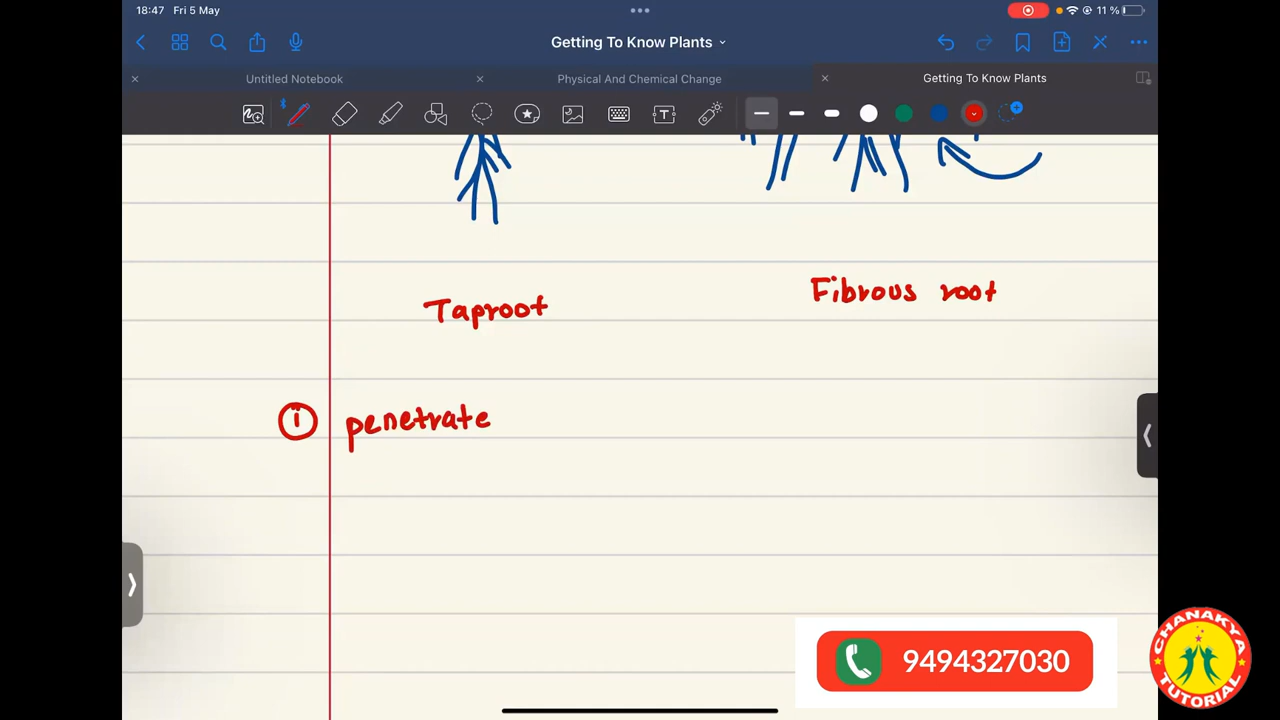 18:47 Fri 5 May
11 %
Getting To Know Plants
Untitled Notebook
Physical And Chemical Change
Getting To Know Plants
Taproot
Fibrous root
i penetrate
9494327030
CHANAKYA
TUTORIAL